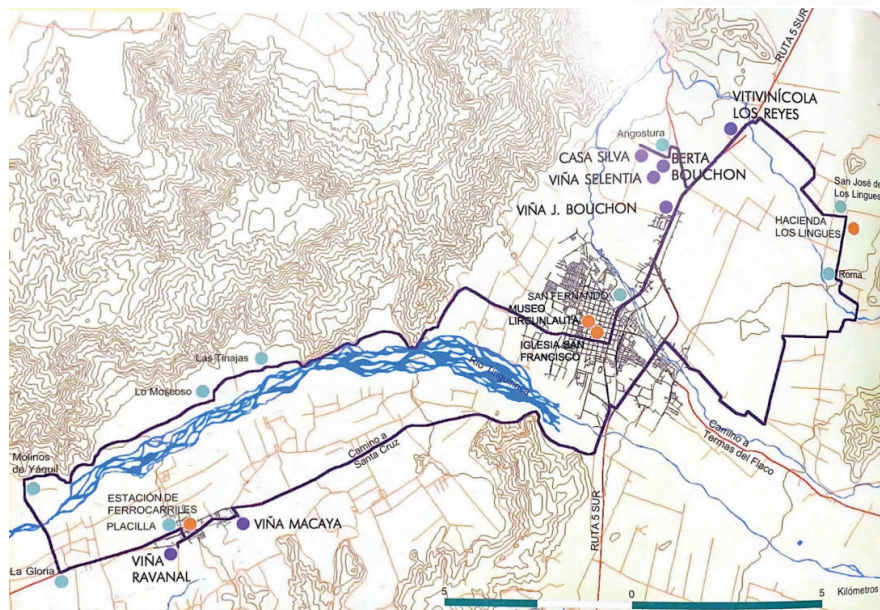 RUTA 5 SUR
VITIVINÍCOLA
LOS REYES
Angostura
CASA SILVA
BERTA
BOUCHON
VIÑA SELENTIA
VIÑA J. BOUCHON
San José de
Los Lingues
HACIENDA
LOS LINGUES
Roma
SAN FERNANDO
MUSEO
LIRCUNLAUTA
IGLESIA SAN
FRANCISCO
Las Tinajas
Río
Lo Moscoso
Camino a
Termas del Flaco
Camino a
Santa Cruz
Molinos
de Yáquil
ESTACIÓN DE
FERROCARRILES
PLACILLA
VIÑA MACAYA
VIÑA
RAVANAL
La Gloria
RUTA 5 SUR
5
0
5
Kilómetros